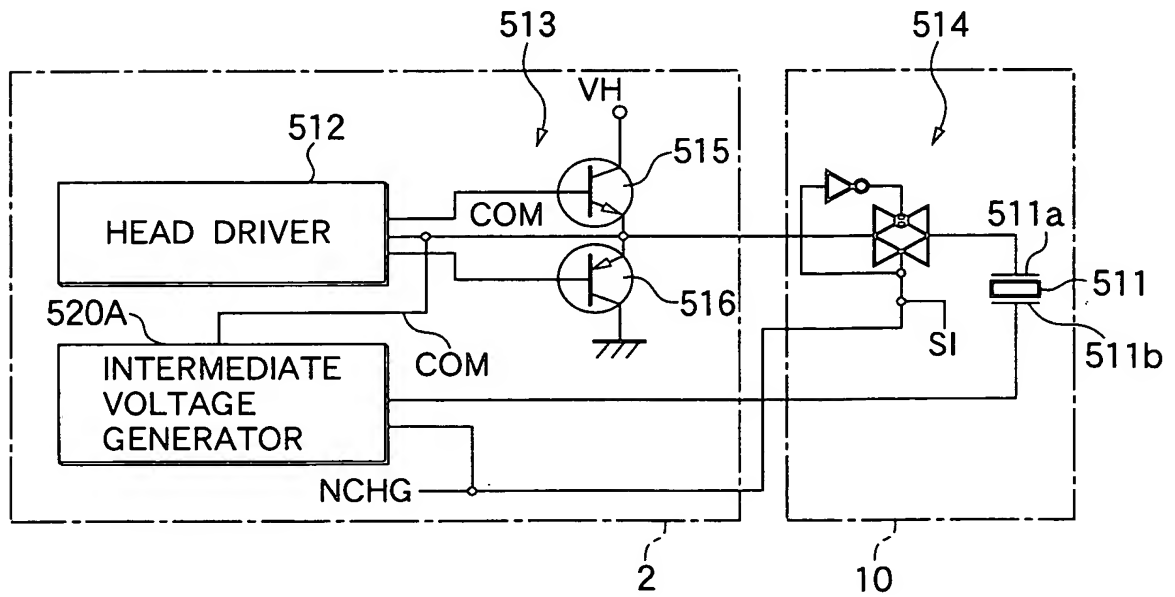 513
514
VH
512
515
HEAD DRIVER
COM
511a
511
516
520A
SI
511b
COM
INTERMEDIATE
VOLTAGE
GENERATOR
NCHG
2
10